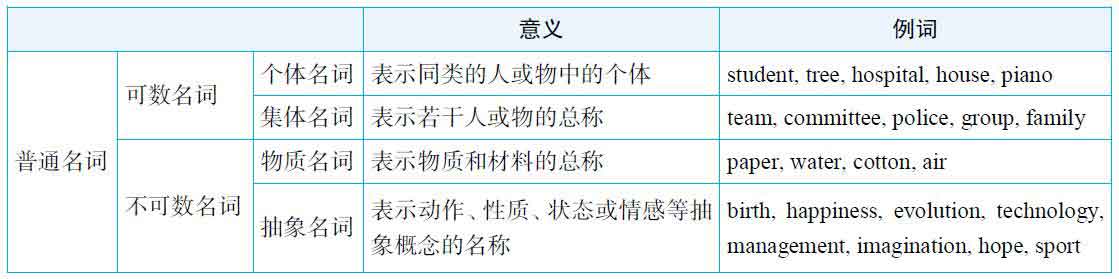 意义 例词
普通名词 可数名词 个体名词 表示同类的人或物中的个体 student, tree, hospital, house, piano
集体名词 表示若干人或物的总称 team, committee, police, group, family
不可数名词 物质名词 表示物质和材料的总称 paper, water, cotton, air
抽象名词 表示动作、性质、状态或情感等抽
象概念的名称
birth, happiness, evolution, technology,
management, imagination, hope, sport